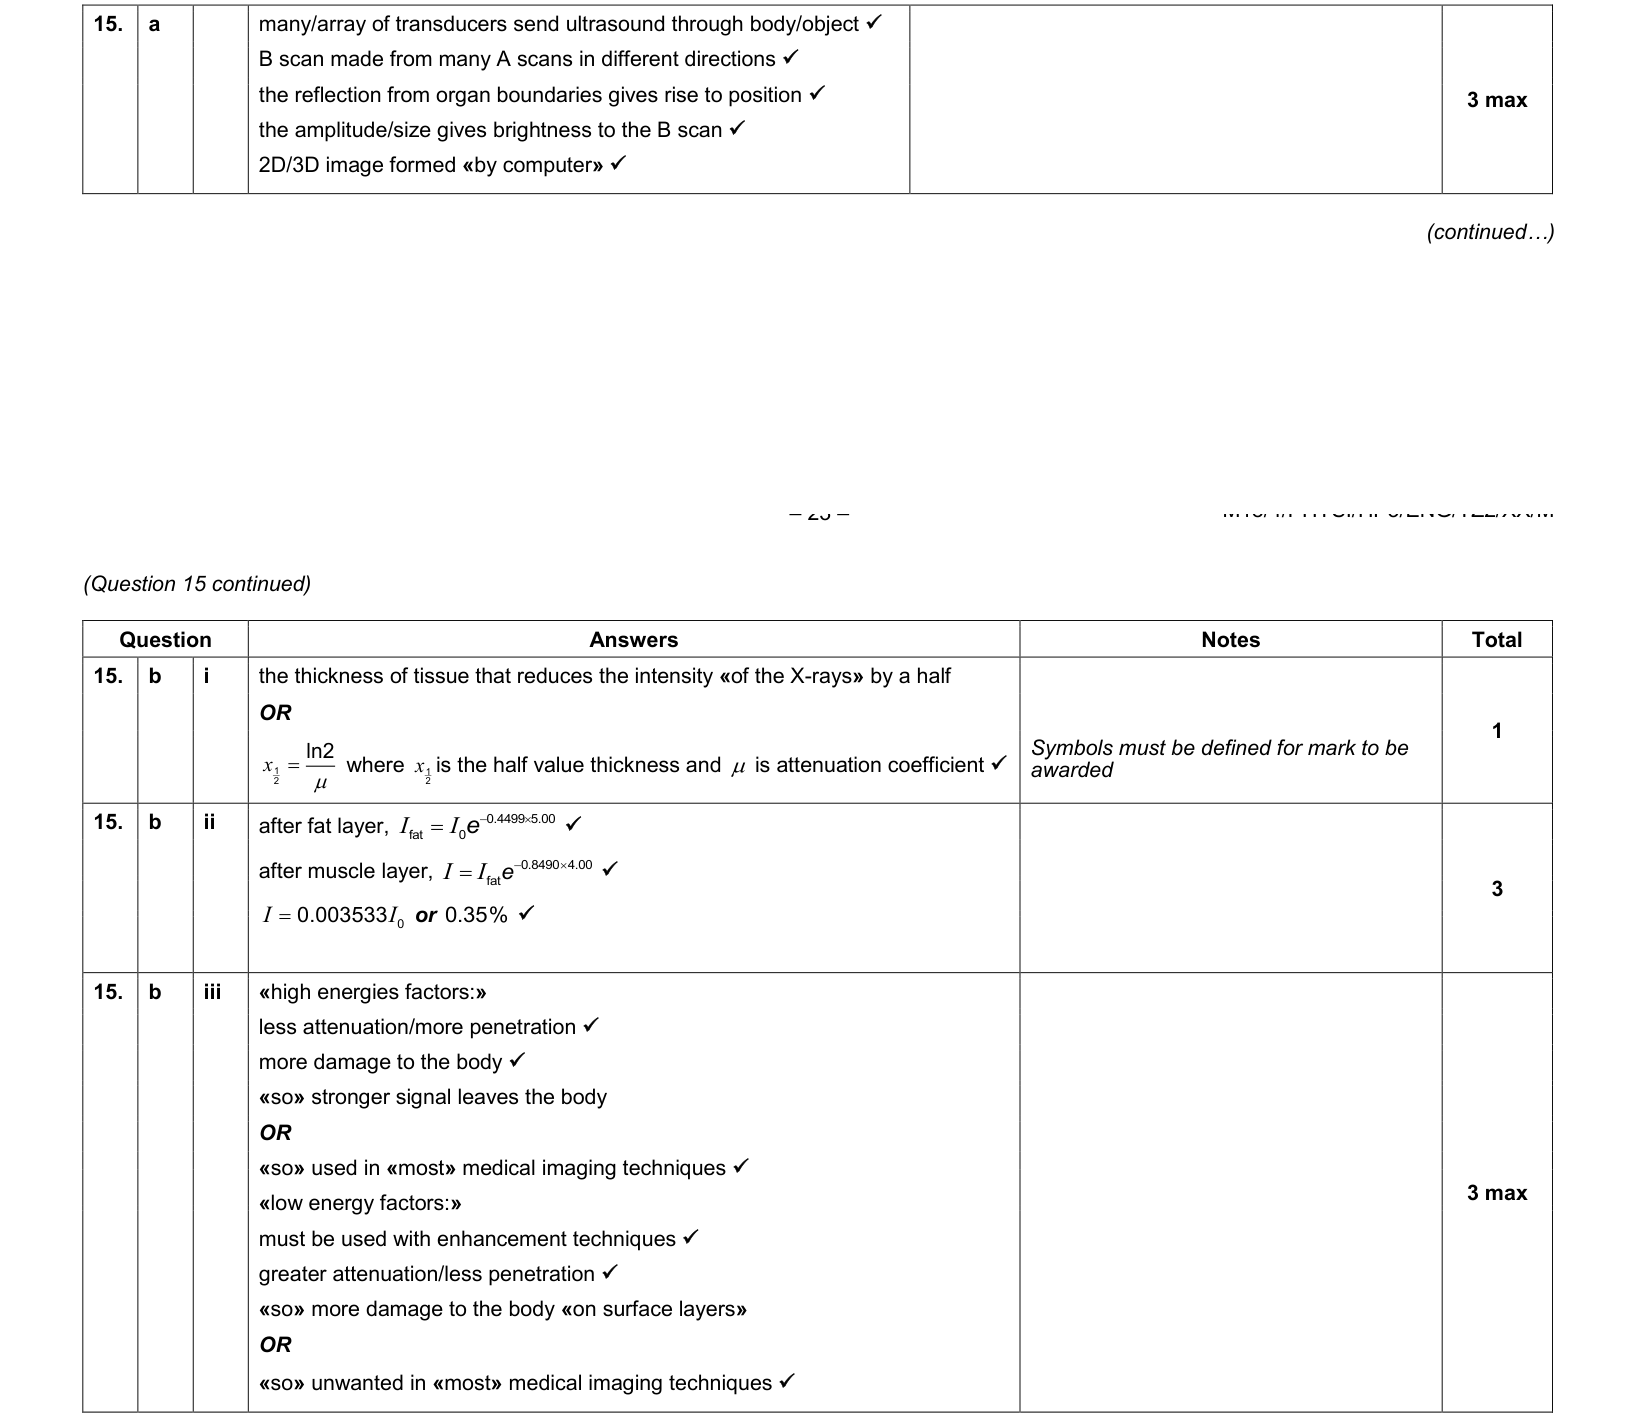 15. a many/array of transducers send ultrasound through body/object ✓
B scan made from many A scans in different directions ✓
the reflection from organ boundaries gives rise to position ✓
3 max
the amplitude/size gives brightness to the B scan ✓
2D/3D image formed «by computer» ✓
(continued…)
– 23 –
(Question 15 continued)
Question Answers Notes Total
15. b i the thickness of tissue that reduces the intensity «of the X-rays» by a half
OR
x_{1/2} = ln2/μ where x_{1/2} is the half value thickness and μ is attenuation coefficient ✓
Symbols must be defined for mark to be
awarded
1
15. b ii after fat layer, I_fat = I_0 e^{–0.4499×5.00} ✓
after muscle layer, I = I_fat e^{–0.8490×4.00} ✓
I = 0.003533I_0 or 0.35% ✓
3
15. b iii «high energies factors:»
less attenuation/more penetration ✓
more damage to the body ✓
«so» stronger signal leaves the body
OR
«so» used in «most» medical imaging techniques ✓
3 max
«low energy factors:»
must be used with enhancement techniques ✓
greater attenuation/less penetration ✓
«so» more damage to the body «on surface layers»
OR
«so» unwanted in «most» medical imaging techniques ✓